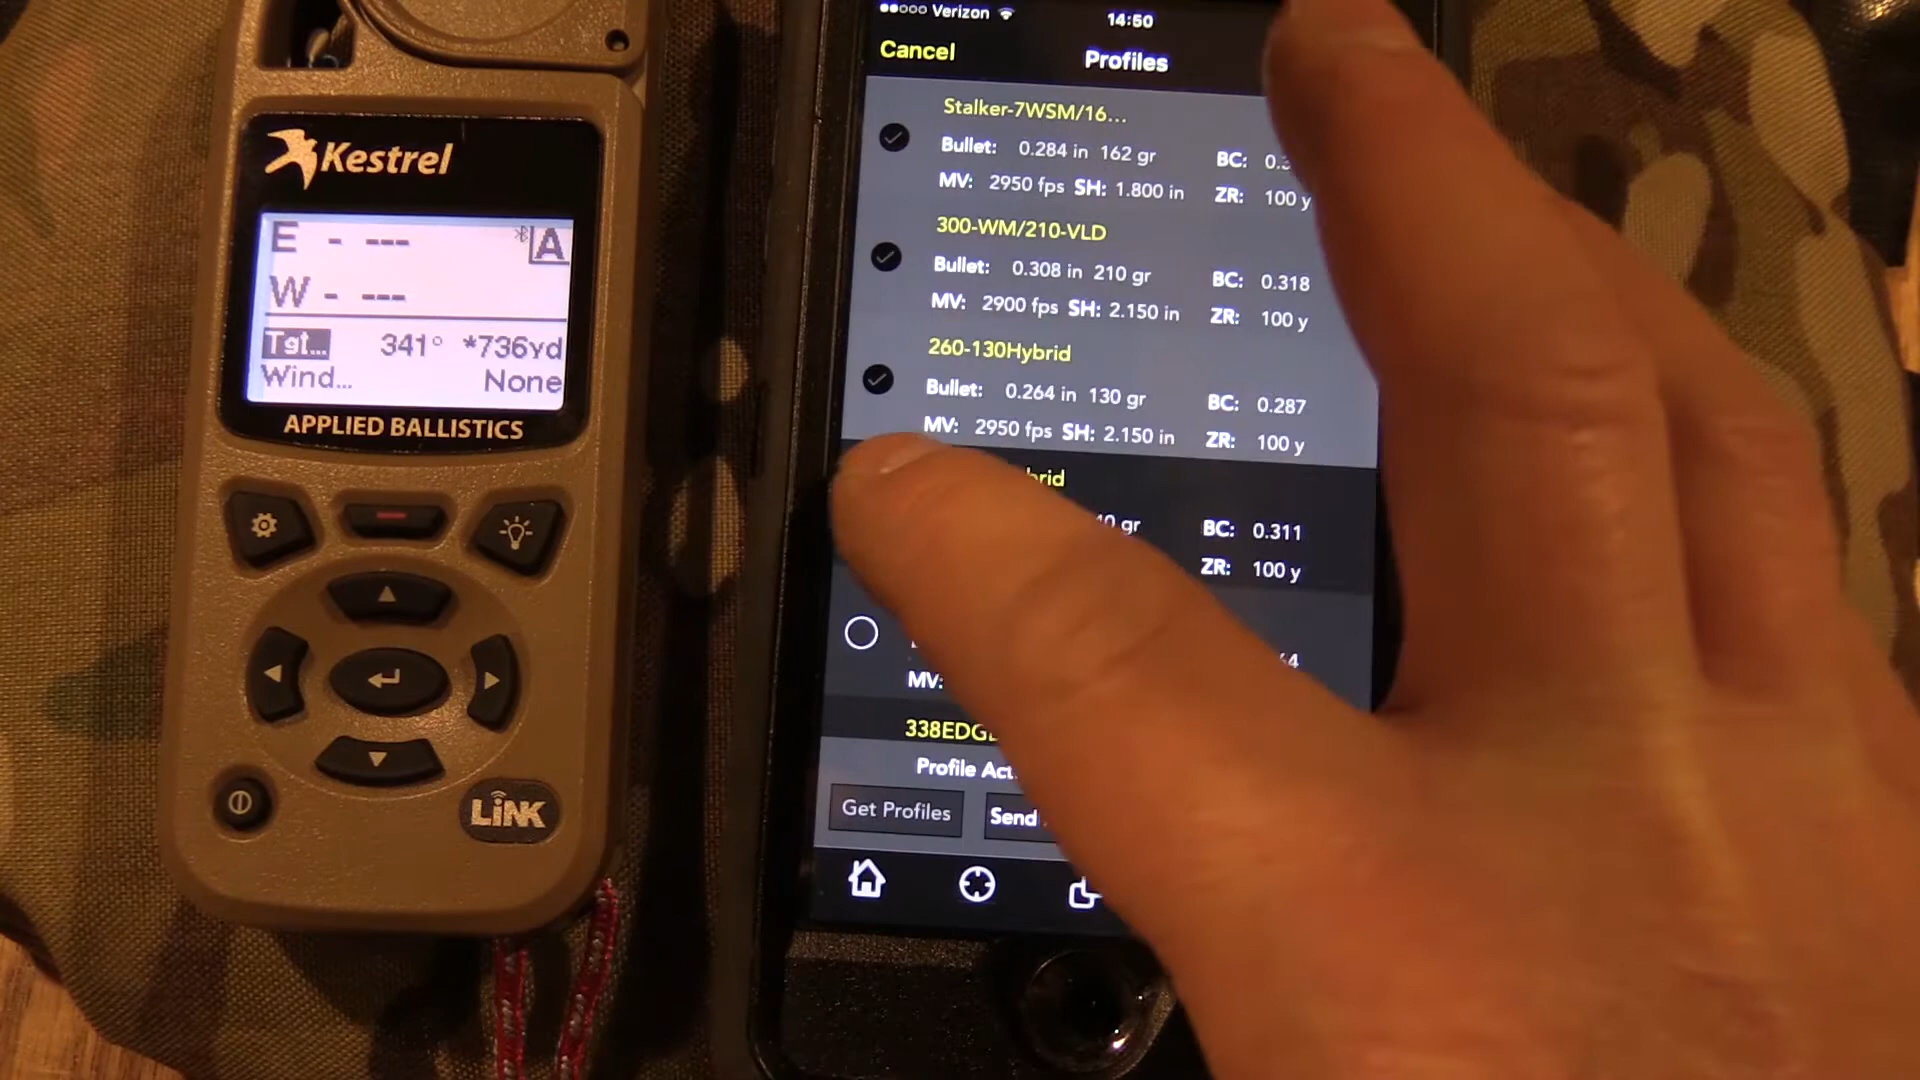 Kestrel
E - ---
A
W - ---
Tgt... 341° *736yd
Wind... None
APPLIED BALLISTICS
LiNK
Verizon 14:50
Cancel Profiles
Stalker-7WSM/16...
Bullet: 0.284 in 162 gr BC:
MV: 2950 fps SH: 1.800 in ZR: 100 y
300-WM/210-VLD
Bullet: 0.308 in 210 gr BC: 0.318
MV: 2900 fps SH: 2.150 in ZR: 100 y
260-130Hybrid
Bullet: 0.264 in 130 gr BC: 0.287
MV: 2950 fps SH: 2.150 in ZR: 100 y
gr BC: 0.311
ZR: 100 y
MV:
Get Profiles Send